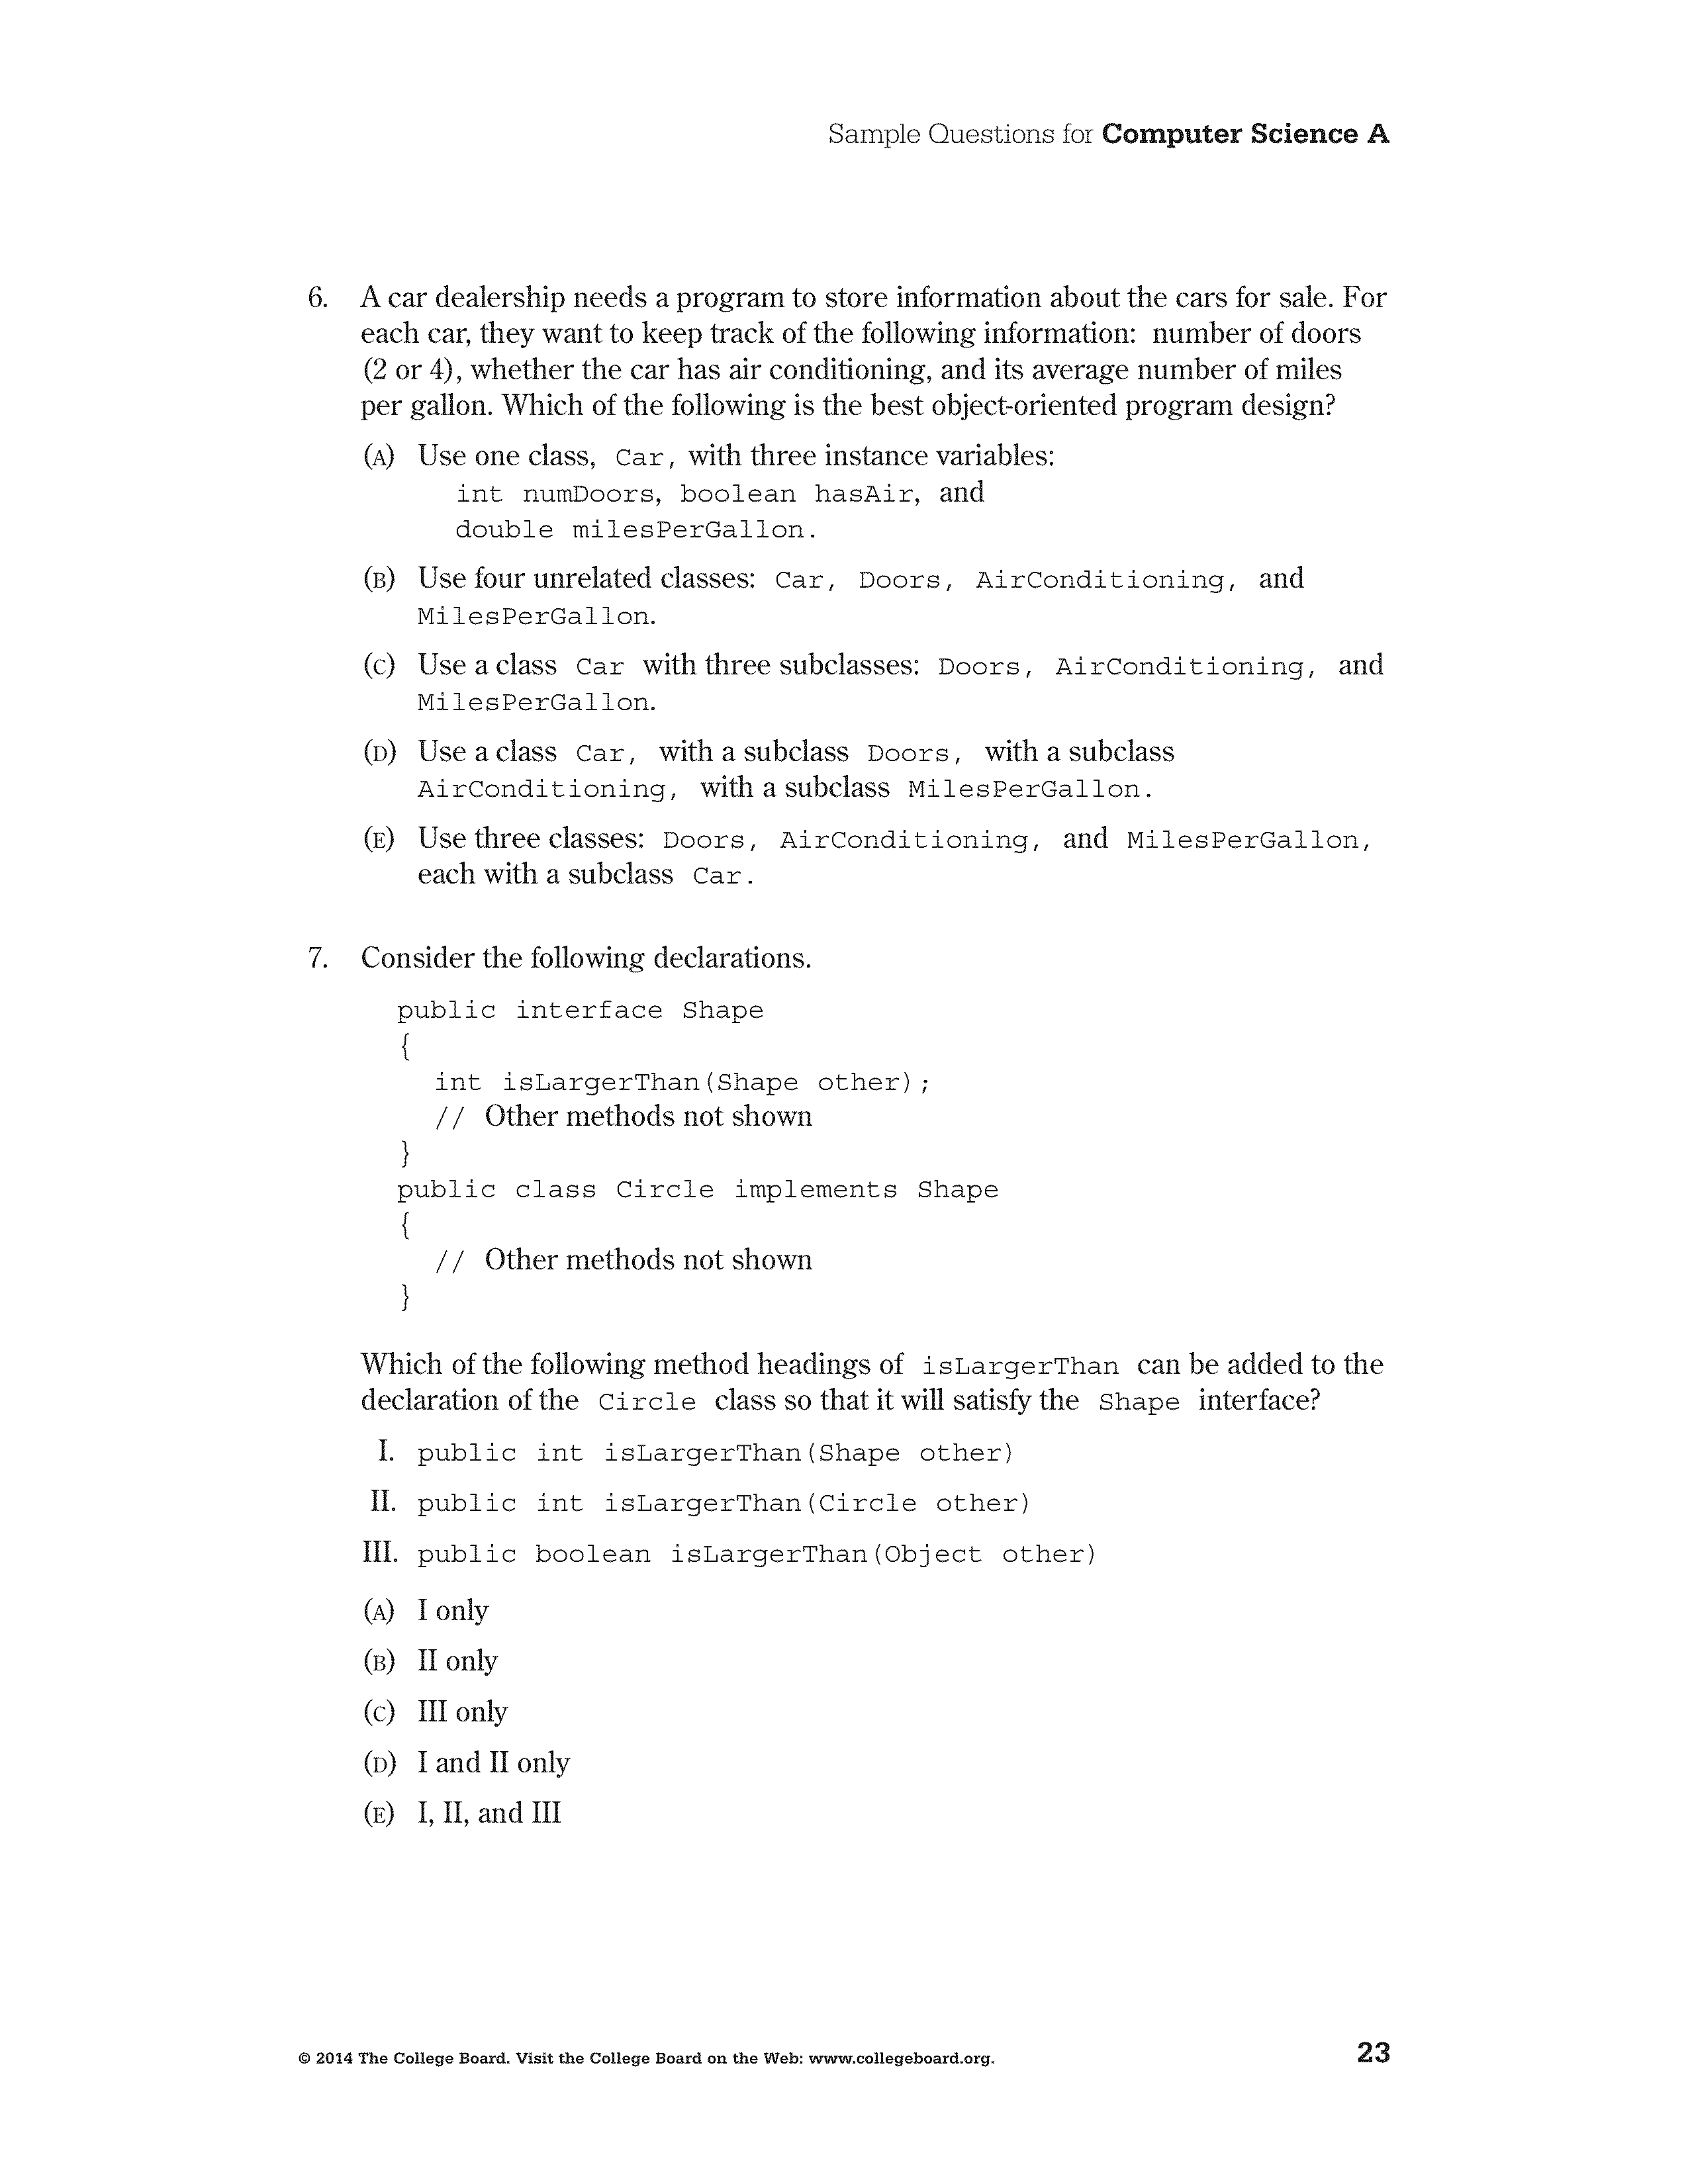 Sample Questions for Computer Science A
6. A car dealership needs a program to store information about the cars for sale. For
each car, they want to keep track of the following information: number of doors
(2 or 4), whether the car has air conditioning, and its average number of miles
per gallon. Which of the following is the best object-oriented program design?
(A) Use one class, Car, with three instance variables:
int numDoors, boolean hasAir, and
double milesPerGallon.
(B) Use four unrelated classes: Car, Doors, AirConditioning, and
MilesPerGallon.
(C) Use a class Car with three subclasses: Doors, AirConditioning, and
MilesPerGallon.
(D) Use a class Car, with a subclass Doors, with a subclass
AirConditioning, with a subclass MilesPerGallon.
(E) Use three classes: Doors, AirConditioning, and MilesPerGallon,
each with a subclass Car.
7. Consider the following declarations.
public interface Shape
{
int isLargerThan(Shape other);
// Other methods not shown
}
public class Circle implements Shape
{
// Other methods not shown
}
Which of the following method headings of isLargerThan can be added to the
declaration of the Circle class so that it will satisfy the Shape interface?
I. public int isLargerThan(Shape other)
II. public int isLargerThan(Circle other)
III. public boolean isLargerThan(Object other)
(A) I only
(B) II only
(C) III only
(D) I and II only
(E) I, II, and III
© 2014 The College Board. Visit the College Board on the Web: www.collegeboard.org.
23